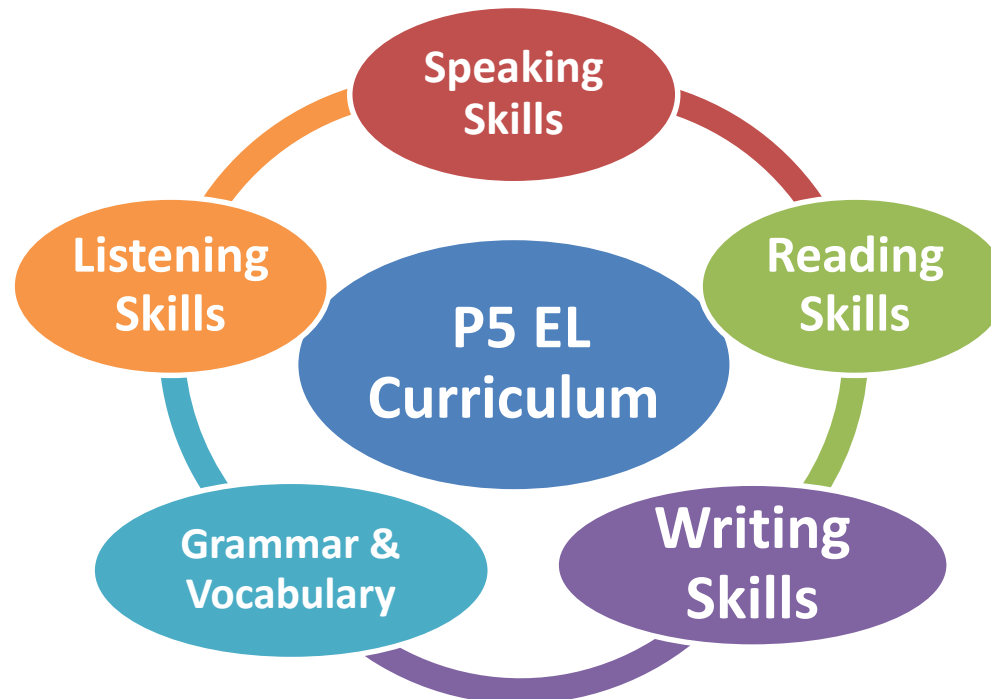 Speaking
Skills
Listening
Skills
Reading
Skills
P5 EL
Curriculum
Grammar &
Vocabulary
Writing
Skills